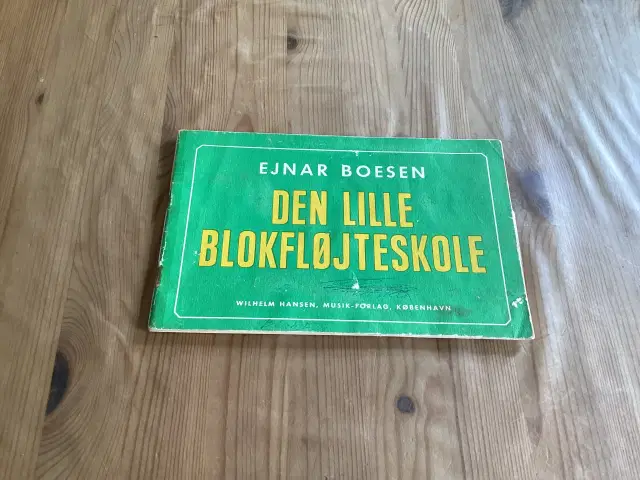 EJNAR BOESEN
DEN LILLE
BLOKFLØJTESKOLE
WILHELM HANSEN, MUSIK-FORLAG, KØBENHAVN